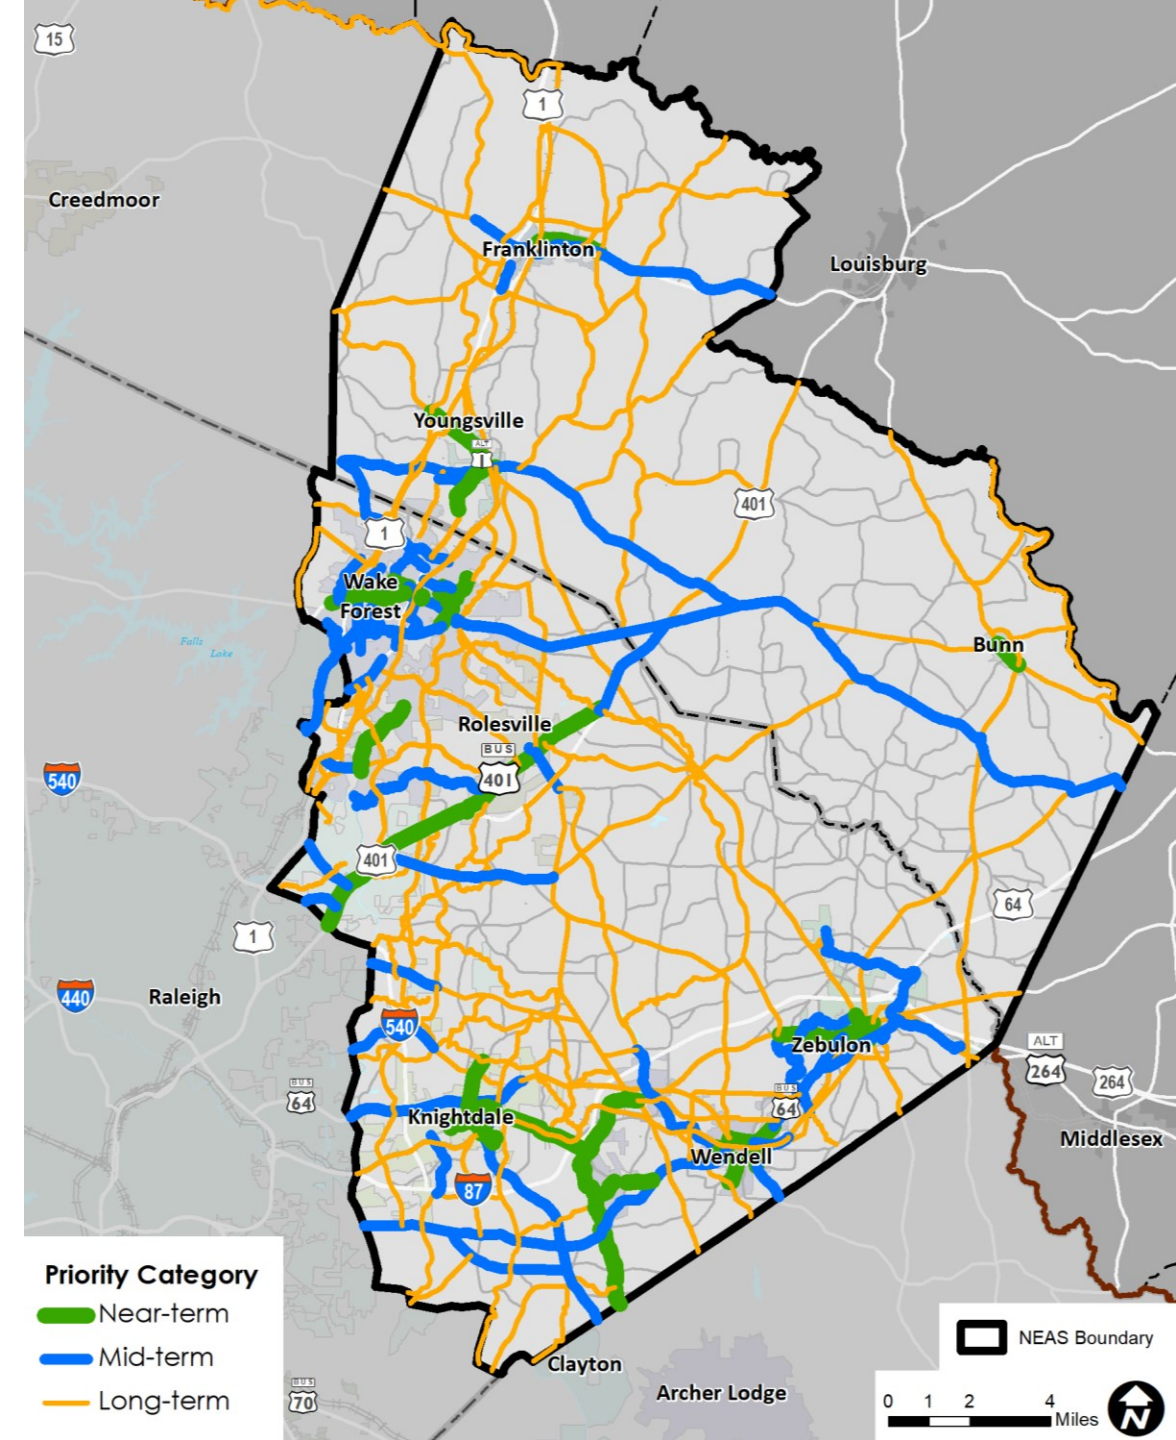 15
1
Creedmoor
Franklinton
Louisburg
Youngsville
ALT
1
401
1
Wake
Forest
Falls
Lake
Bunn
Rolesville
BUS
401
540
401
64
1
440
Raleigh
540
Zebulon
ALT
264
264
BUS
64
BUS
64
Knightdale
Middlesex
Wendell
87
Priority Category
Near-term
Mid-term
Long-term
NEAS Boundary
Clayton
BUS
70
Archer Lodge
0 1 2 4
Miles
N